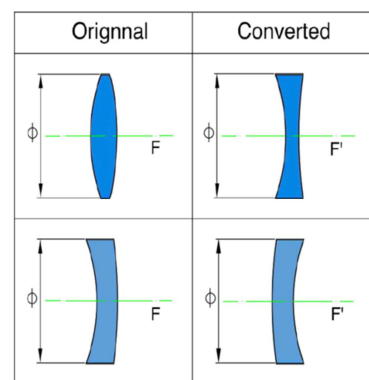 Orignnal Converted
ϕ F ϕ F'
ϕ F ϕ F'